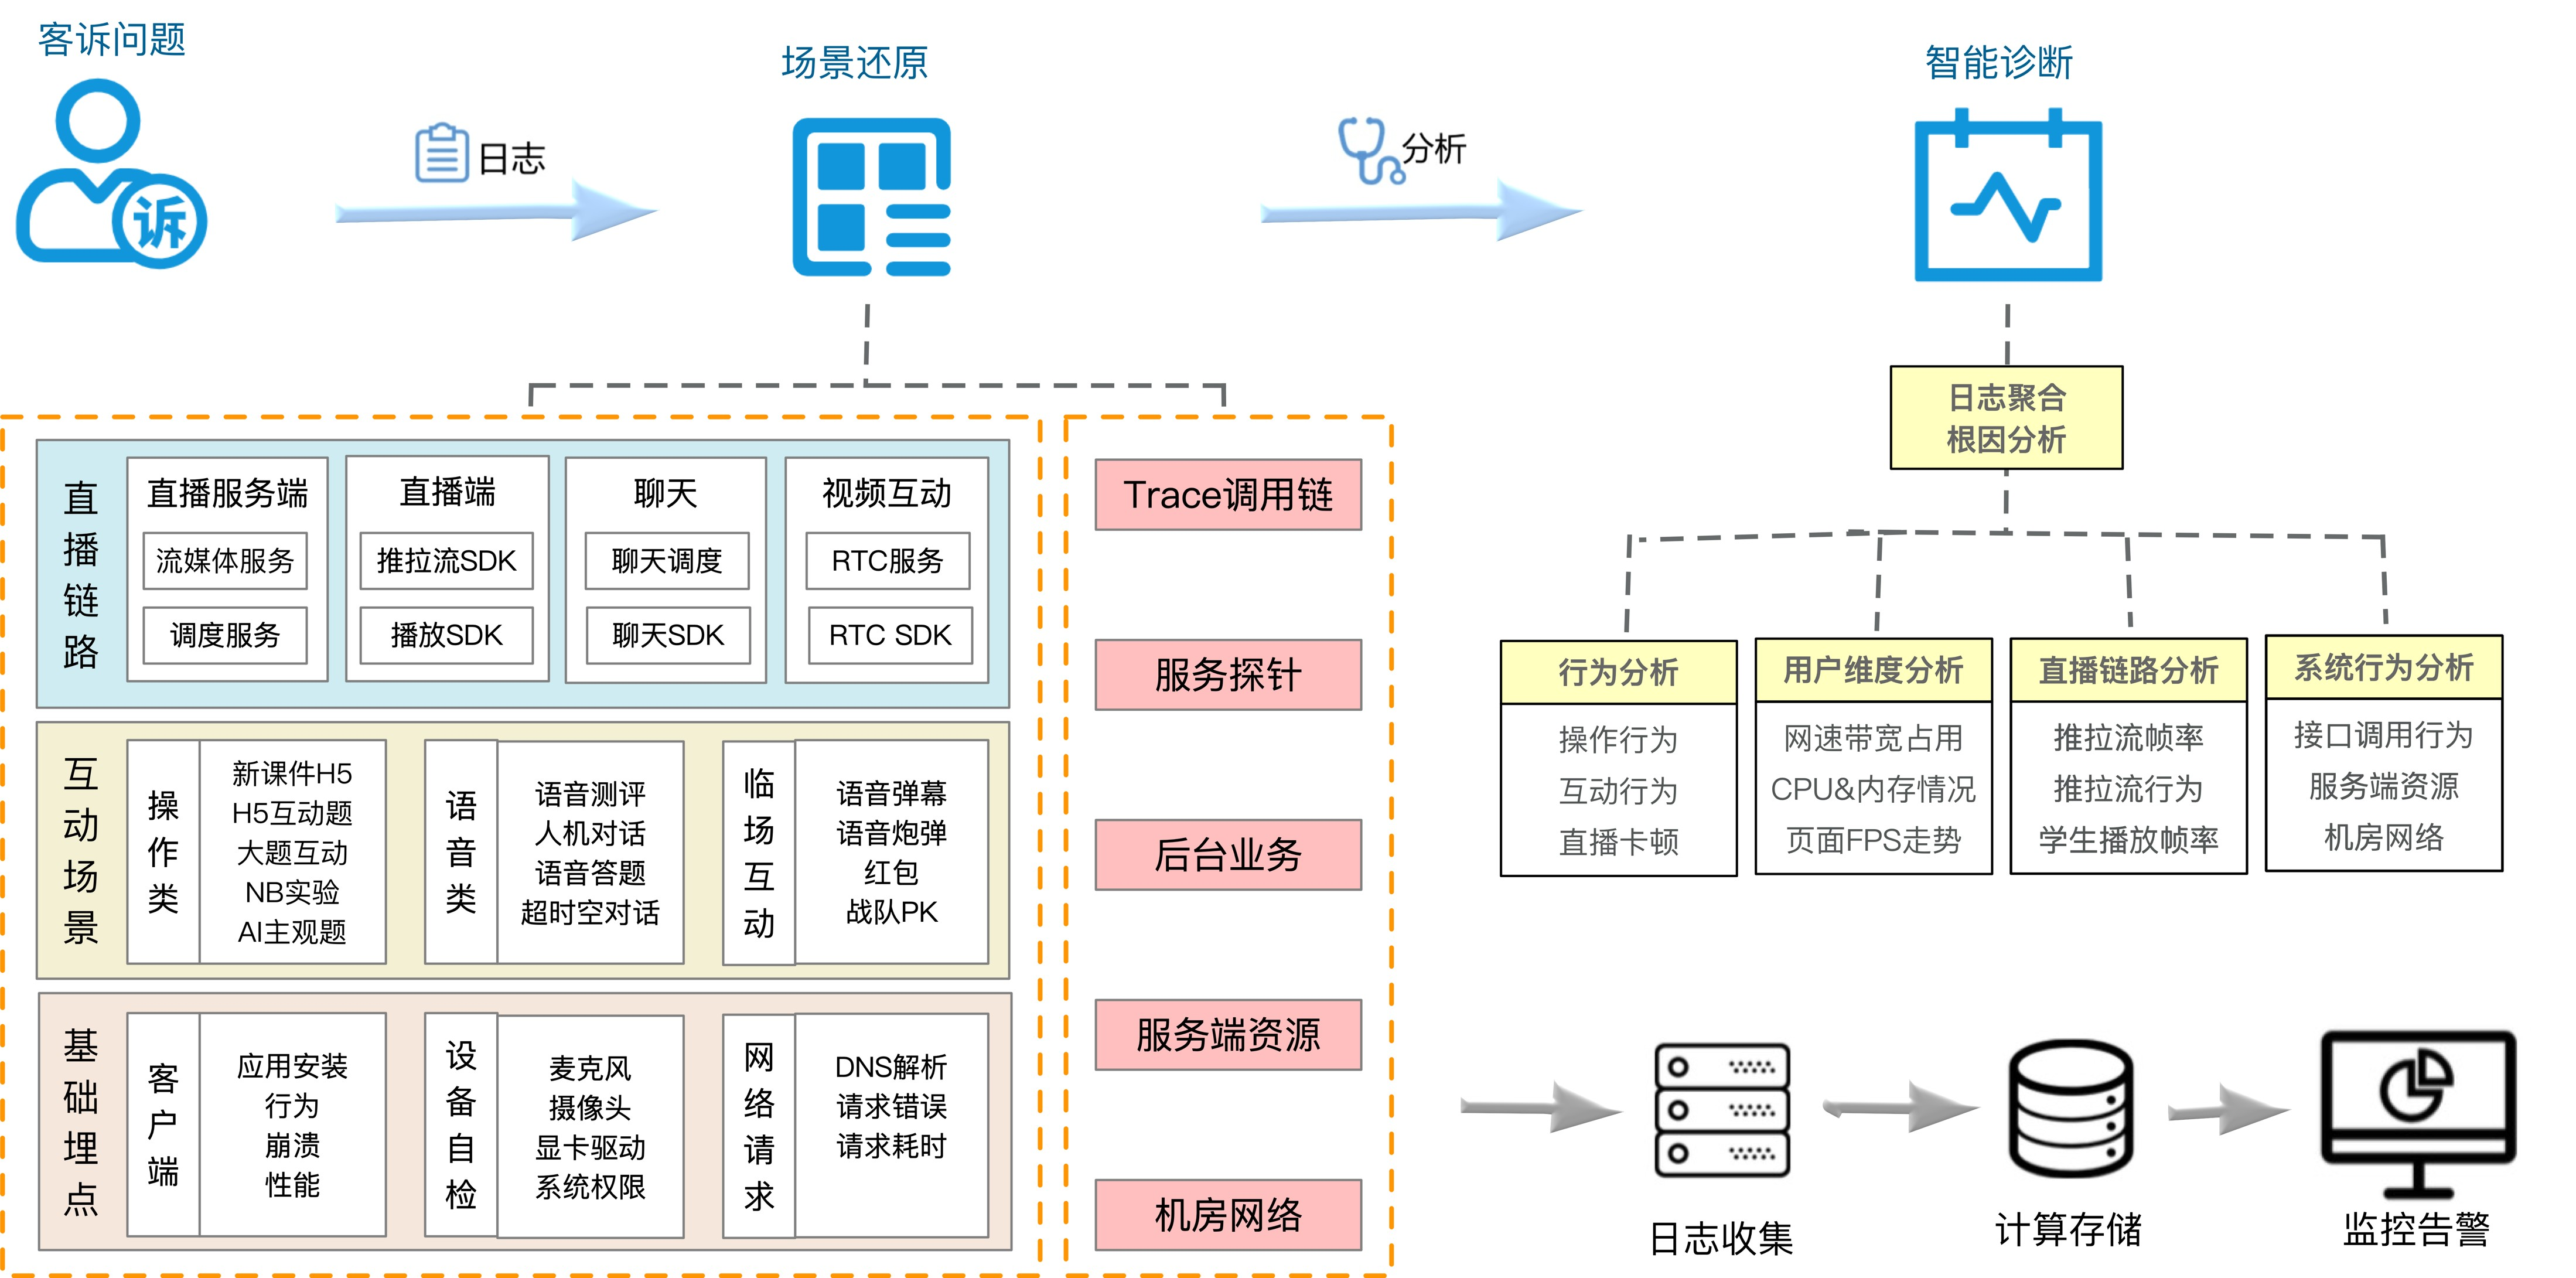 客诉问题
诉
日志
场景还原
分析
智能诊断
直播链路
直播服务端
流媒体服务
调度服务
直播端
推拉流SDK
播放SDK
聊天
聊天调度
聊天SDK
视频互动
RTC服务
RTC SDK
互动场景
操作类
新课件H5
H5互动题
大题互动
NB实验
AI主观题
语音类
语音测评
人机对话
语音答题
超时空对话
临场互动
语音弹幕
语音炮弹
红包
战队PK
基础埋点
客户端
应用安装
行为
崩溃
性能
设备自检
麦克风
摄像头
显卡驱动
系统权限
网络请求
DNS解析
请求错误
请求耗时
Trace调用链
服务探针
后台业务
服务端资源
机房网络
日志聚合
根因分析
行为分析
操作行为
互动行为
直播卡顿
用户维度分析
网速带宽占用
CPU&内存情况
页面FPS走势
直播链路分析
推拉流帧率
推拉流行为
学生播放帧率
系统行为分析
接口调用行为
服务端资源
机房网络
日志收集
计算存储
监控告警